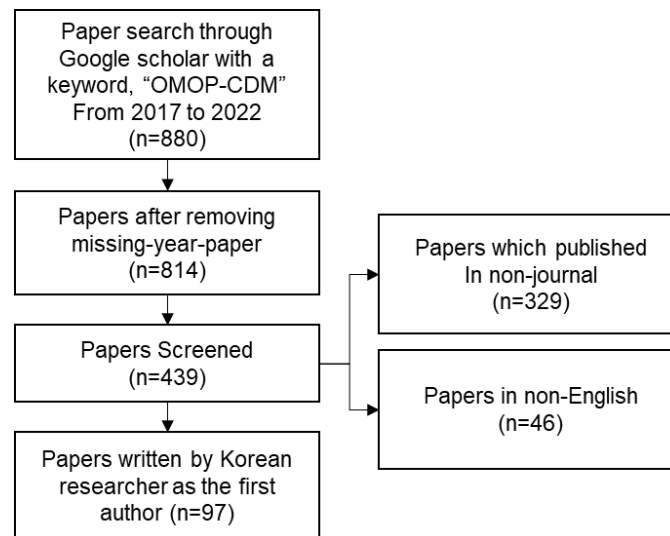 Paper search through
Google scholar with a
keyword, “OMOP-CDM”
From 2017 to 2022
(n=880)
Papers after removing
missing-year-paper
(n=814)
Papers which published
In non-journal
(n=329)
Papers Screened
(n=439)
Papers in non-English
(n=46)
Papers written by Korean
researcher as the first
author (n=97)